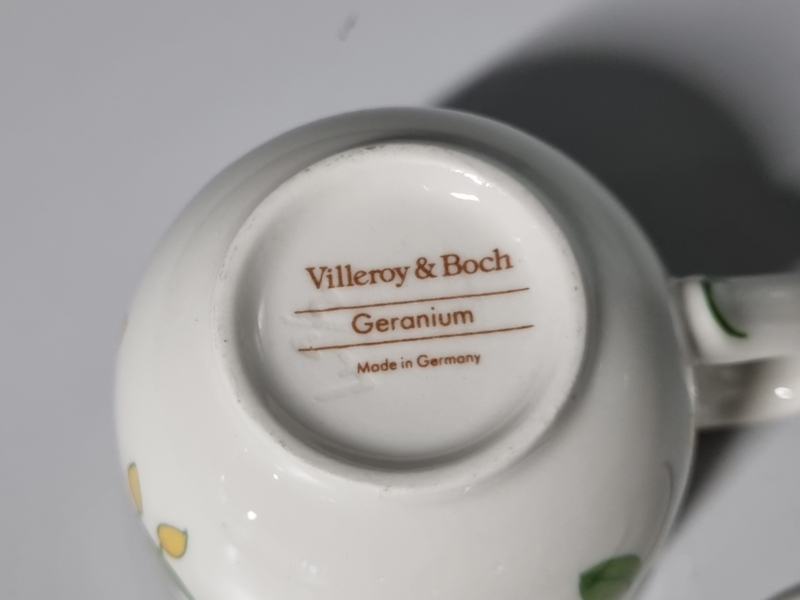 Villeroy & Boch
Geranium
Made in Germany